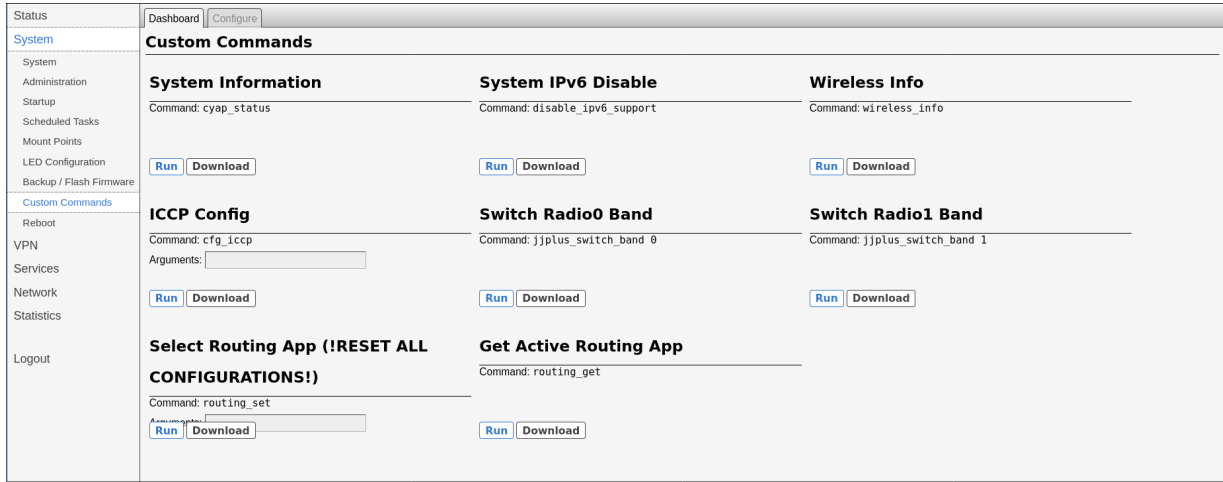 Status
System
System
Administration
Startup
Scheduled Tasks
Mount Points
LED Configuration
Backup / Flash Firmware
Custom Commands
Reboot
VPN
Services
Network
Statistics
Logout
Dashboard Configure
Custom Commands
System Information
Command: cyap_status
Run Download
System IPv6 Disable
Command: disable_ipv6_support
Run Download
Wireless Info
Command: wireless_info
Run Download
ICCP Config
Command: cfg_iccp
Arguments:
Run Download
Switch Radio0 Band
Command: jjplus_switch_band 0
Run Download
Switch Radio1 Band
Command: jjplus_switch_band 1
Run Download
Select Routing App (!RESET ALL
CONFIGURATIONS!)
Command: routing_set
Arguments:
Run Download
Get Active Routing App
Command: routing_get
Run Download